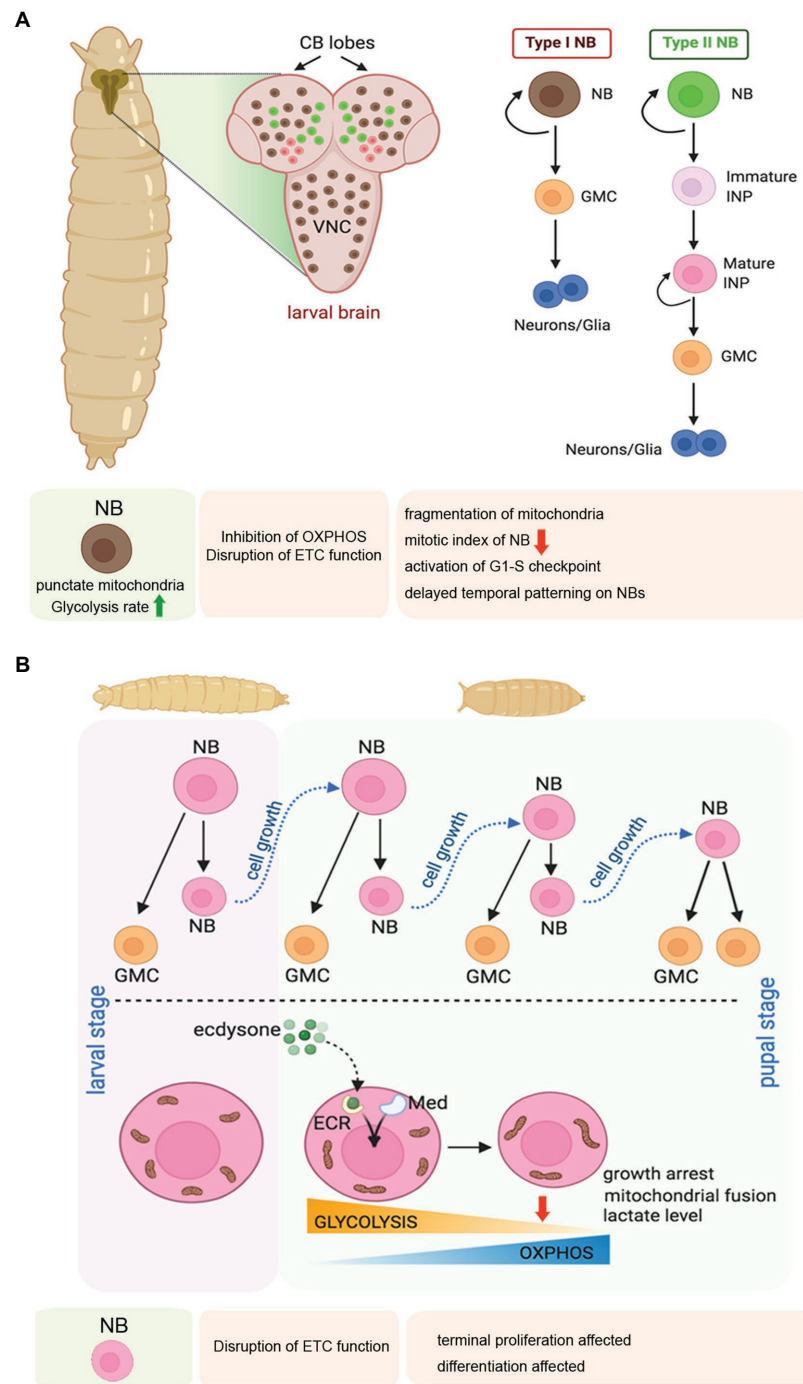 A
CB lobes
VNC
larval brain
Type I NB
NB
GMC
Neurons/Glia
Type II NB
NB
Immature
INP
Mature
INP
GMC
Neurons/Glia
NB
punctate mitochondria
Glycolysis rate
Inhibition of OXPHOS
Disruption of ETC function
fragmentation of mitochondria
mitotic index of NB
activation of G1-S checkpoint
delayed temporal patterning on NBs
B
NB
NB
GMC
cell growth
NB
NB
GMC
cell growth
NB
NB
GMC
cell growth
NB
GMC
larval stage
pupal stage
ecdysone
ECR
Med
growth arrest
mitochondrial fusion
lactate level
GLYCOLYSIS
OXPHOS
NB
Disruption of ETC function
terminal proliferation affected
differentiation affected